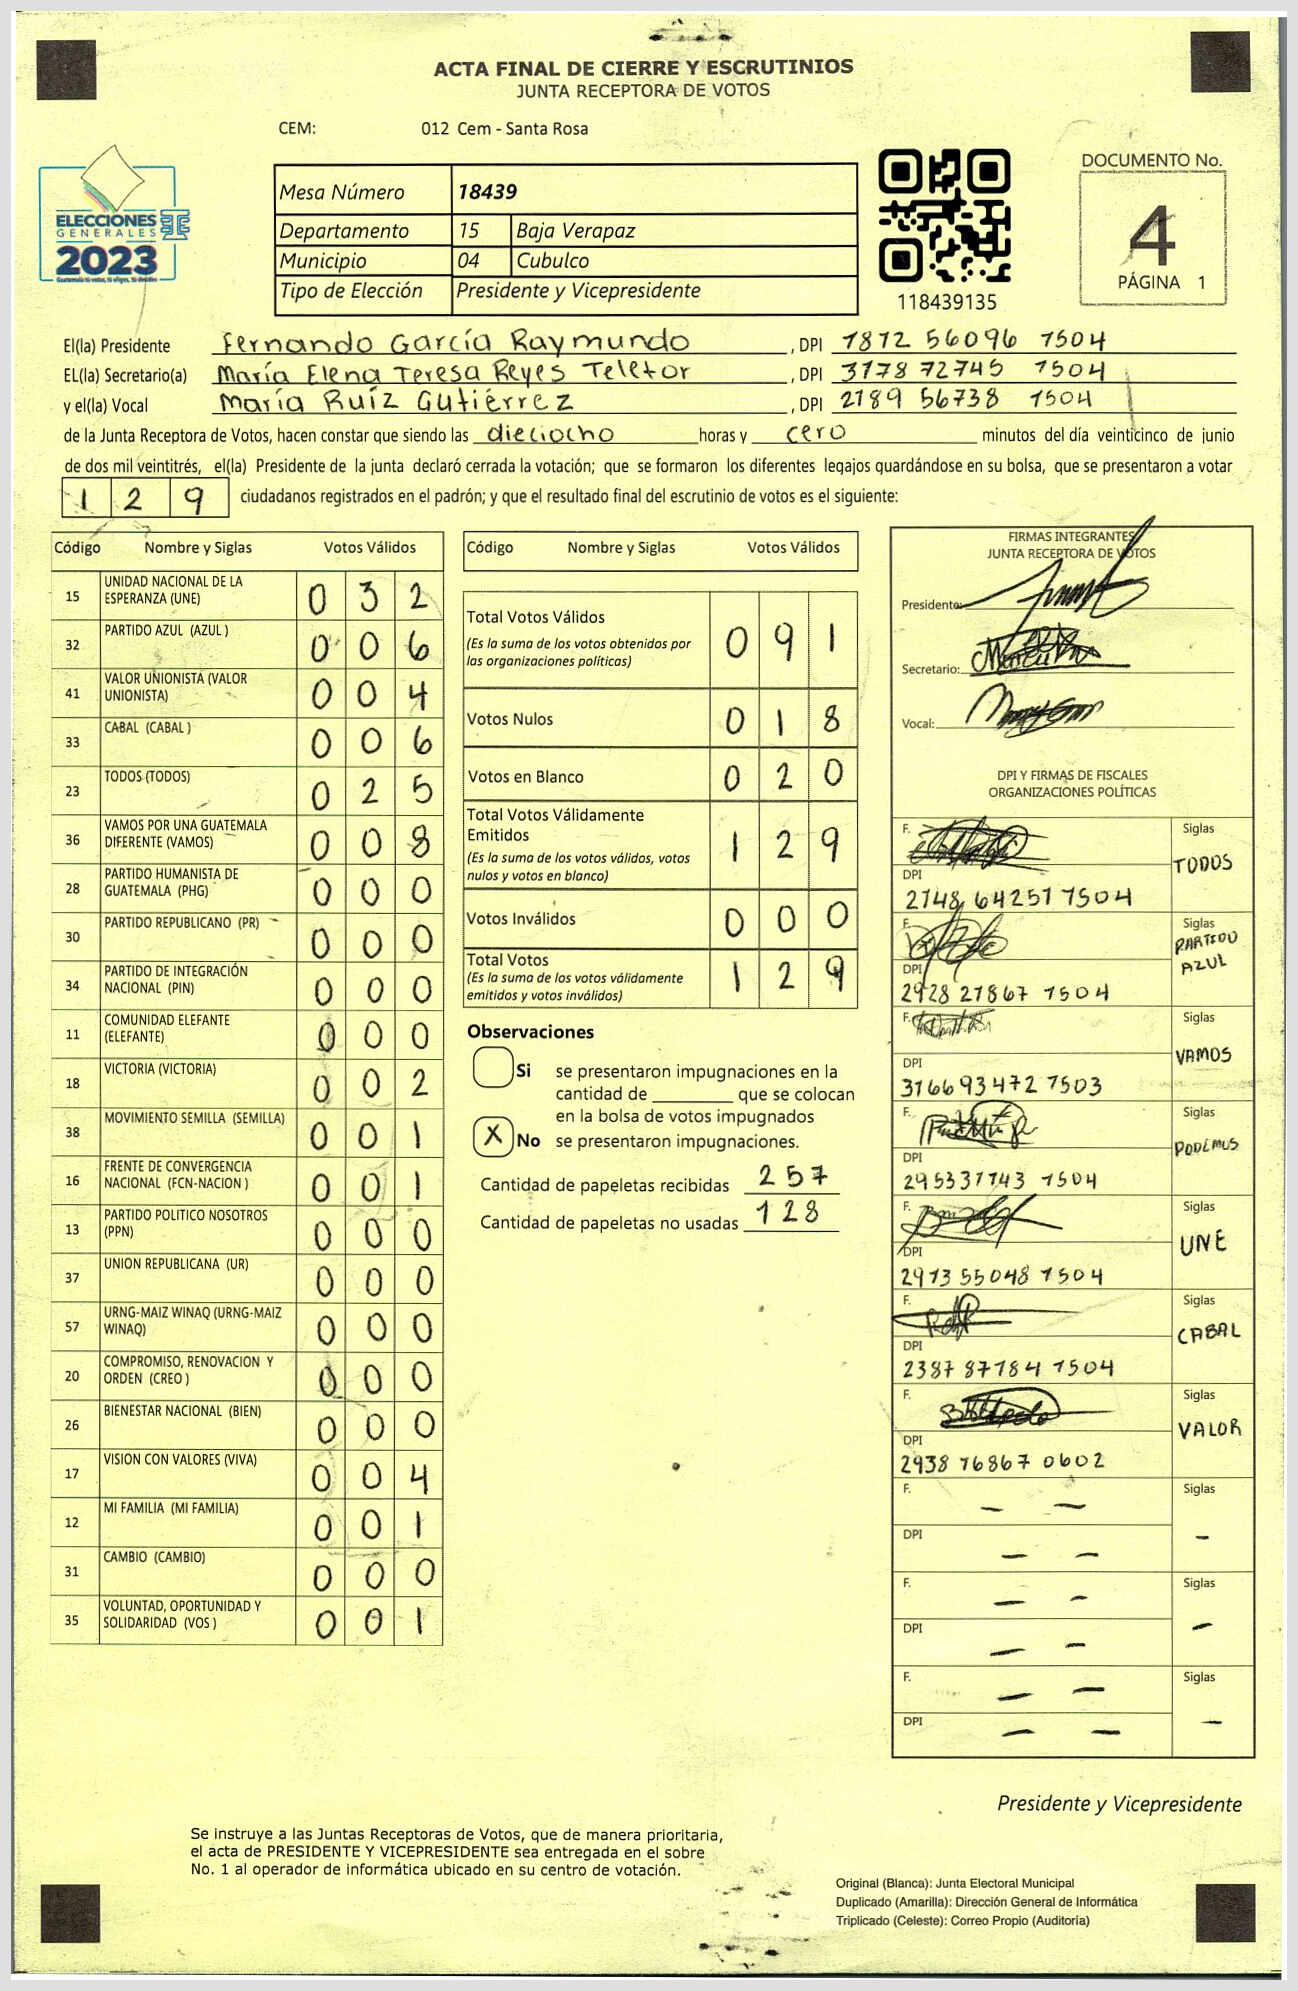 ACTA FINAL DE CIERRE Y ESCRUTINIOS
JUNTA RECEPTORA DE VOTOS
CEM: 012 Cem - Santa Rosa
ELECCIONES
GENERALES
2023
Mesa Número 18439
Departamento 15 Baja Verapaz
Municipio 04 Cubulco
Tipo de Elección Presidente y Vicepresidente
118439135
DOCUMENTO No.
4
PÁGINA 1
El(la) Presidente Fernando García Raymundo , DPI 1872 56096 1504
EL(la) Secretario(a) María Elena Teresa Reyes Teletor , DPI 3178 72745 1504
y el(la) Vocal María Ruíz Gutiérrez , DPI 2189 56738 1504
de la Junta Receptora de Votos, hacen constar que siendo las dieciocho horas y cero minutos del día veinticinco de junio
de dos mil veintitrés, el(la) Presidente de la junta declaró cerrada la votación; que se formaron los diferentes legajos guardándose en su bolsa, que se presentaron a votar
1 2 9 ciudadanos registrados en el padrón; y que el resultado final del escrutinio de votos es el siguiente:
Código Nombre y Siglas Votos Válidos
15 UNIDAD NACIONAL DE LA ESPERANZA (UNE) 0 3 2
32 PARTIDO AZUL (AZUL ) 0 0 6
41 VALOR UNIONISTA (VALOR UNIONISTA) 0 0 4
33 CABAL (CABAL ) 0 0 6
23 TODOS (TODOS) 0 2 5
36 VAMOS POR UNA GUATEMALA DIFERENTE (VAMOS) 0 0 8
28 PARTIDO HUMANISTA DE GUATEMALA (PHG) 0 0 0
30 PARTIDO REPUBLICANO (PR) 0 0 0
34 PARTIDO DE INTEGRACIÓN NACIONAL (PIN) 0 0 0
11 COMUNIDAD ELEFANTE (ELEFANTE) 0 0 0
18 VICTORIA (VICTORIA) 0 0 2
38 MOVIMIENTO SEMILLA (SEMILLA) 0 0 1
16 FRENTE DE CONVERGENCIA NACIONAL (FCN-NACION ) 0 0 1
13 PARTIDO POLITICO NOSOTROS (PPN) 0 0 0
37 UNION REPUBLICANA (UR) 0 0 0
57 URNG-MAIZ WINAQ (URNG-MAIZ WINAQ) 0 0 0
20 COMPROMISO, RENOVACION Y ORDEN (CREO ) 0 0 0
26 BIENESTAR NACIONAL (BIEN) 0 0 0
17 VISION CON VALORES (VIVA) 0 0 4
12 MI FAMILIA (MI FAMILIA) 0 0 1
31 CAMBIO (CAMBIO) 0 0 0
35 VOLUNTAD, OPORTUNIDAD Y SOLIDARIDAD (VOS ) 0 0 1
Código Nombre y Siglas Votos Válidos
Total Votos Válidos 0 9 1
(Es la suma de los votos obtenidos por
las organizaciones políticas)
Votos Nulos 0 1 8
Votos en Blanco 0 2 0
Total Votos Válidamente
Emitidos 1 2 9
(Es la suma de los votos válidos, votos
nulos y votos en blanco)
Votos Inválidos 0 0 0
Total Votos 1 2 9
(Es la suma de los votos válidamente
emitidos y votos inválidos)
Observaciones
Si se presentaron impugnaciones en la
cantidad de ________ que se colocan
en la bolsa de votos impugnados
X No se presentaron impugnaciones.
Cantidad de papeletas recibidas 257
Cantidad de papeletas no usadas 128
FIRMAS INTEGRANTES
JUNTA RECEPTORA DE VOTOS
Presidente:
Secretario:
Vocal:
DPI Y FIRMAS DE FISCALES
ORGANIZACIONES POLÍTICAS
F. Siglas
TODOS
DPI
2148 64251 1504
F. Siglas
PARTIDO
AZUL
DPI
2928 27867 1504
F. Siglas
VAMOS
DPI
3166 93472 1503
F. Siglas
PODEMOS
DPI
295331743 1504
F. Siglas
UNE
DPI
2973 55048 1504
F. Siglas
CABAL
DPI
2387 87784 1504
F. Siglas
VALOR
DPI
2938 76867 0602
F. — — Siglas
DPI — — —
F. — — Siglas
DPI — — —
F. — — Siglas
DPI — — —
Presidente y Vicepresidente
Se instruye a las Juntas Receptoras de Votos, que de manera prioritaria,
el acta de PRESIDENTE Y VICEPRESIDENTE sea entregada en el sobre
No. 1 al operador de informática ubicado en su centro de votación.
Original (Blanca): Junta Electoral Municipal
Duplicado (Amarilla): Dirección General de Informática
Triplicado (Celeste): Correo Propio (Auditoría)